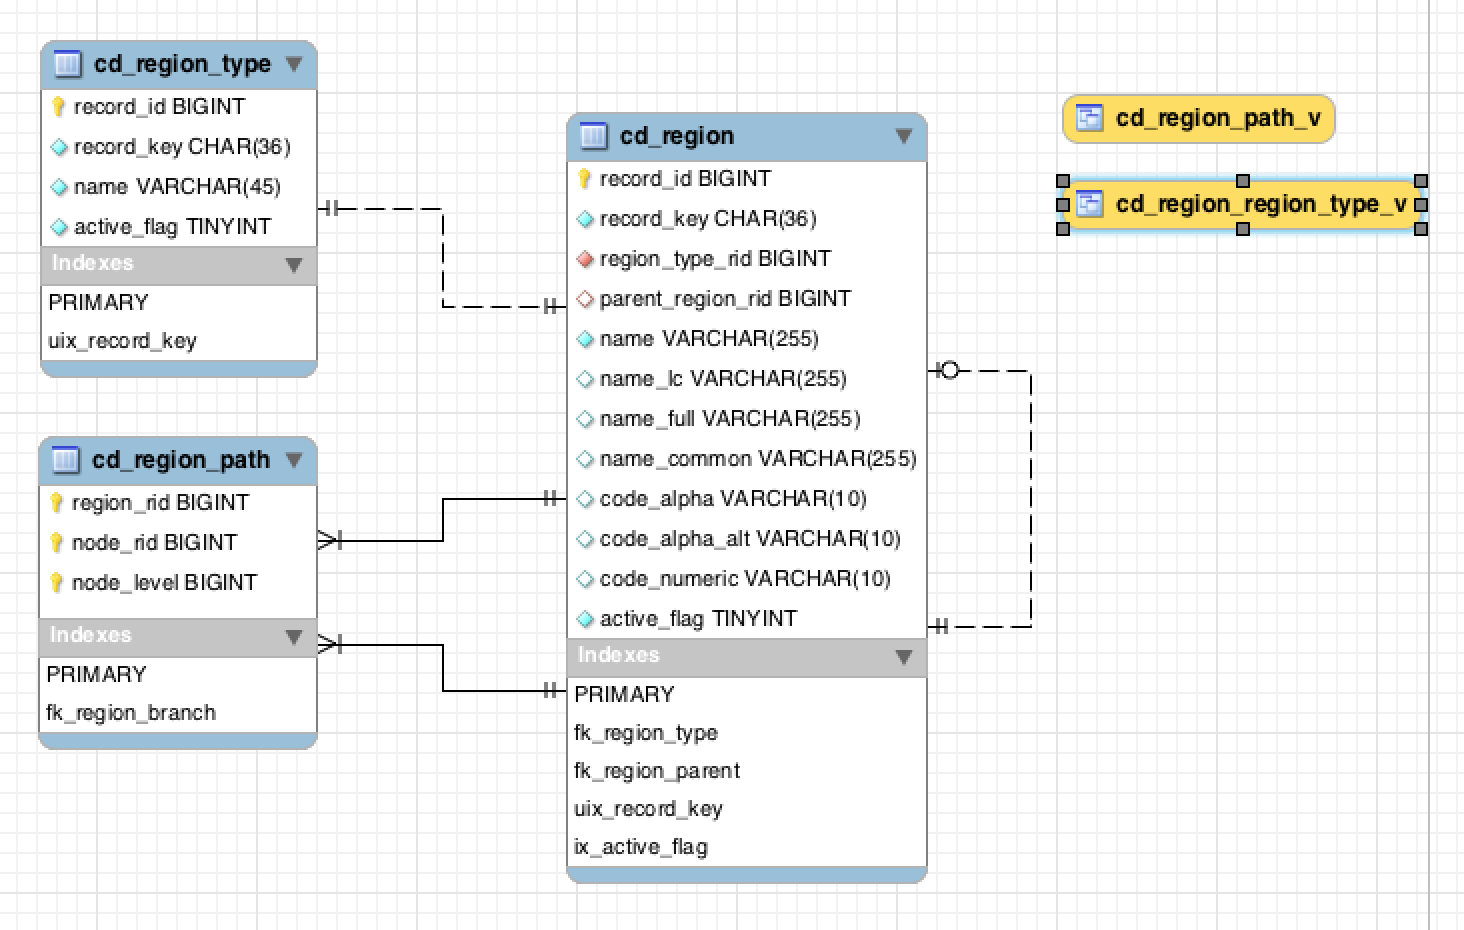 cd_region_type
record_id BIGINT
record_key CHAR(36)
name VARCHAR(45)
active_flag TINYINT
Indexes
PRIMARY
uix_record_key
cd_region_path
region_rid BIGINT
node_rid BIGINT
node_level BIGINT
Indexes
PRIMARY
fk_region_branch
cd_region
record_id BIGINT
record_key CHAR(36)
region_type_rid BIGINT
parent_region_rid BIGINT
name VARCHAR(255)
name_lc VARCHAR(255)
name_full VARCHAR(255)
name_common VARCHAR(255)
code_alpha VARCHAR(10)
code_alpha_alt VARCHAR(10)
code_numeric VARCHAR(10)
active_flag TINYINT
Indexes
PRIMARY
fk_region_type
fk_region_parent
uix_record_key
ix_active_flag
cd_region_path_v
cd_region_region_type_v